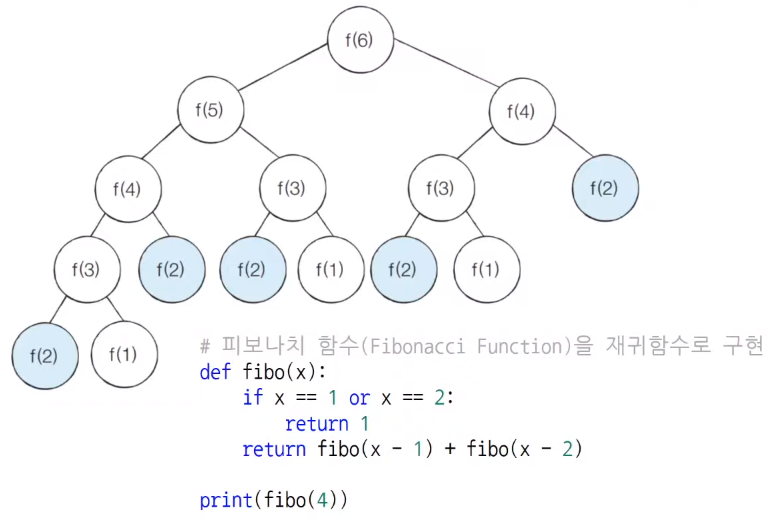 f(6)
f(5) f(4)
f(4) f(3) f(3) f(2)
f(3) f(2) f(2) f(1) f(2) f(1)
f(2) f(1)
# 피보나치 함수(Fibonacci Function)을 재귀함수로 구현
def fibo(x):
    if x == 1 or x == 2:
        return 1
    return fibo(x - 1) + fibo(x - 2)
print(fibo(4))